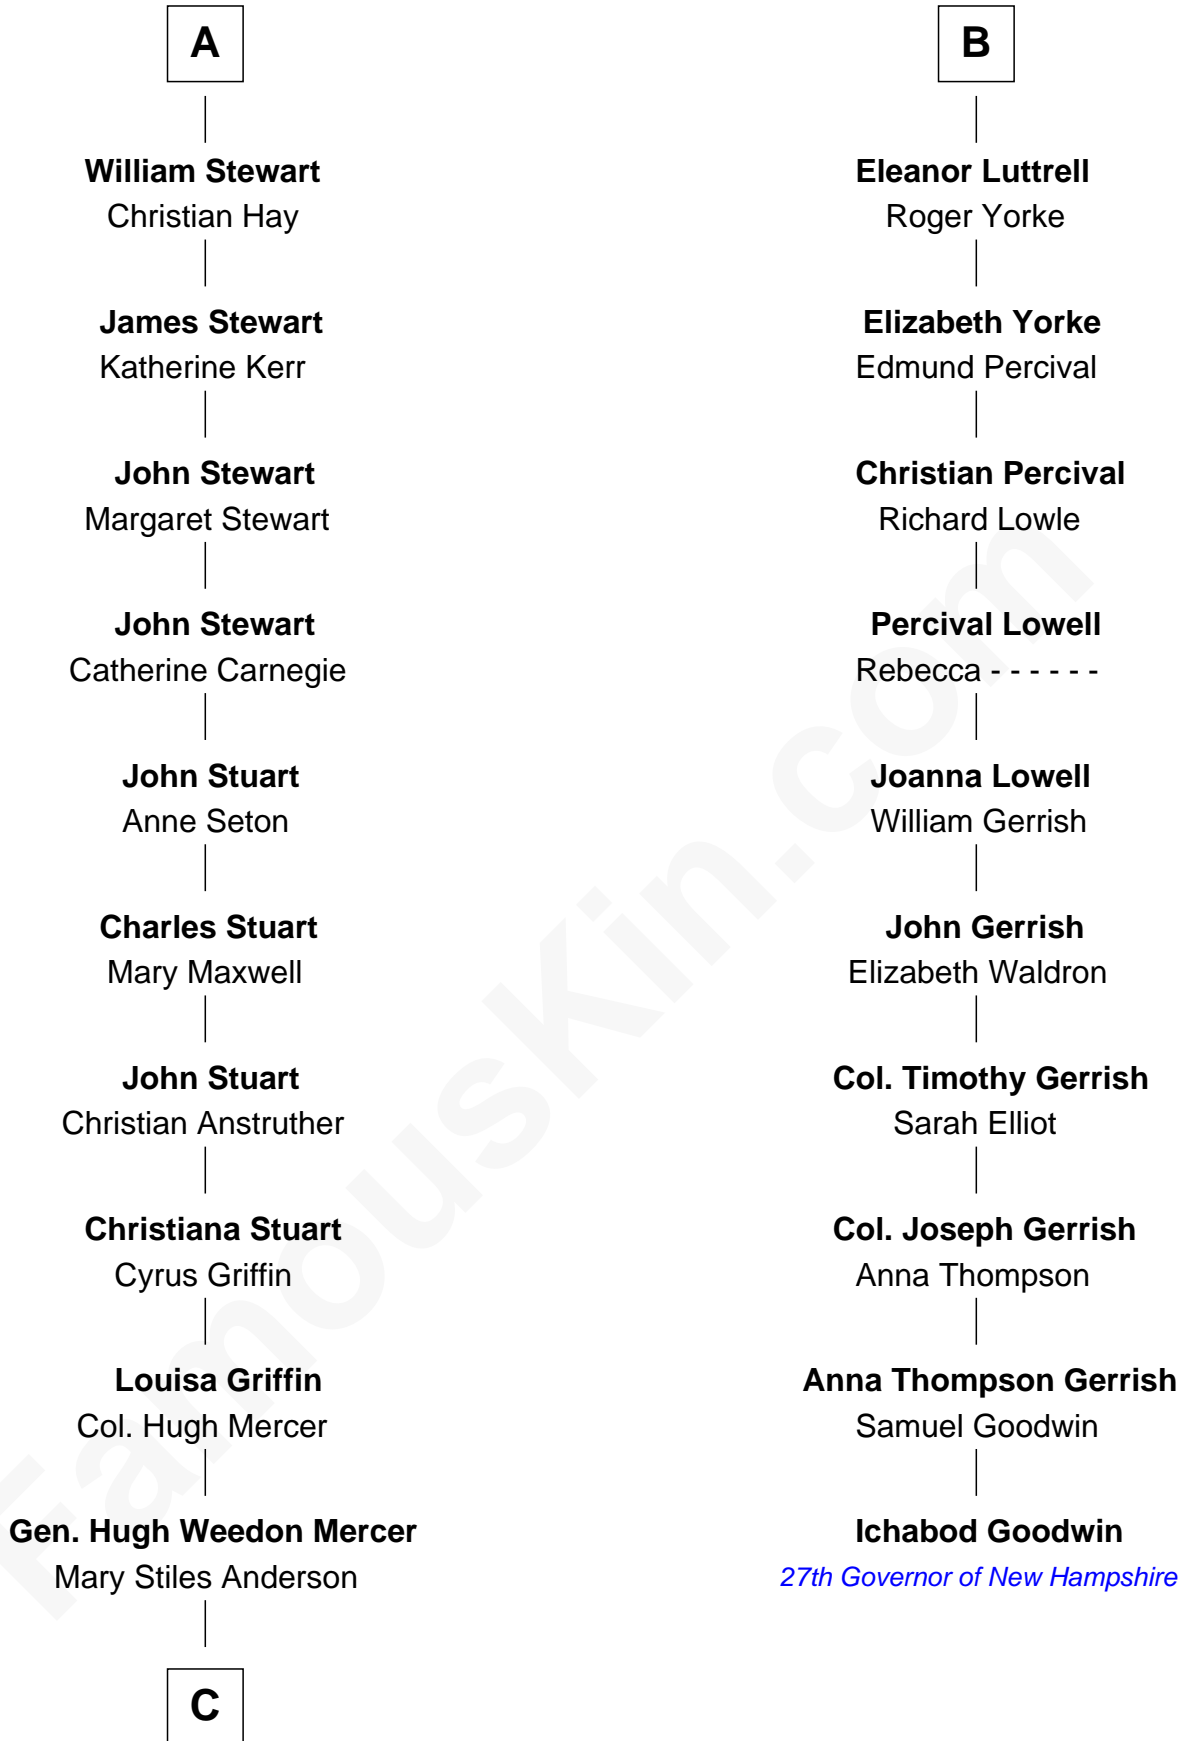 A
William Stewart
Christian Hay
James Stewart
Katherine Kerr
John Stewart
Margaret Stewart
John Stewart
Catherine Carnegie
John Stuart
Anne Seton
Charles Stuart
Mary Maxwell
John Stuart
Christian Anstruther
Christiana Stuart
Cyrus Griffin
Louisa Griffin
Col. Hugh Mercer
Gen. Hugh Weedon Mercer
Mary Stiles Anderson
C
B
Eleanor Luttrell
Roger Yorke
Elizabeth Yorke
Edmund Percival
Christian Percival
Richard Lowle
Percival Lowell
Rebecca - - - - - -
Joanna Lowell
William Gerrish
John Gerrish
Elizabeth Waldron
Col. Timothy Gerrish
Sarah Elliot
Col. Joseph Gerrish
Anna Thompson
Anna Thompson Gerrish
Samuel Goodwin
Ichabod Goodwin
27th Governor of New Hampshire
FamousKin.com